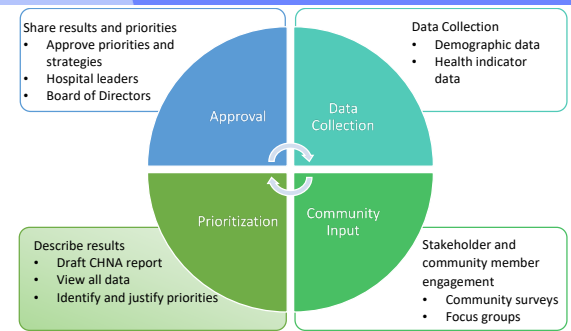 Share results and priorities
• Approve priorities and
strategies
• Hospital leaders
• Board of Directors
Data Collection
• Demographic data
• Health indicator
data
Approval
Data
Collection
Prioritization
Community
Input
Describe results
• Draft CHNA report
• View all data
• Identify and justify priorities
Stakeholder and
community member
engagement
• Community surveys
• Focus groups